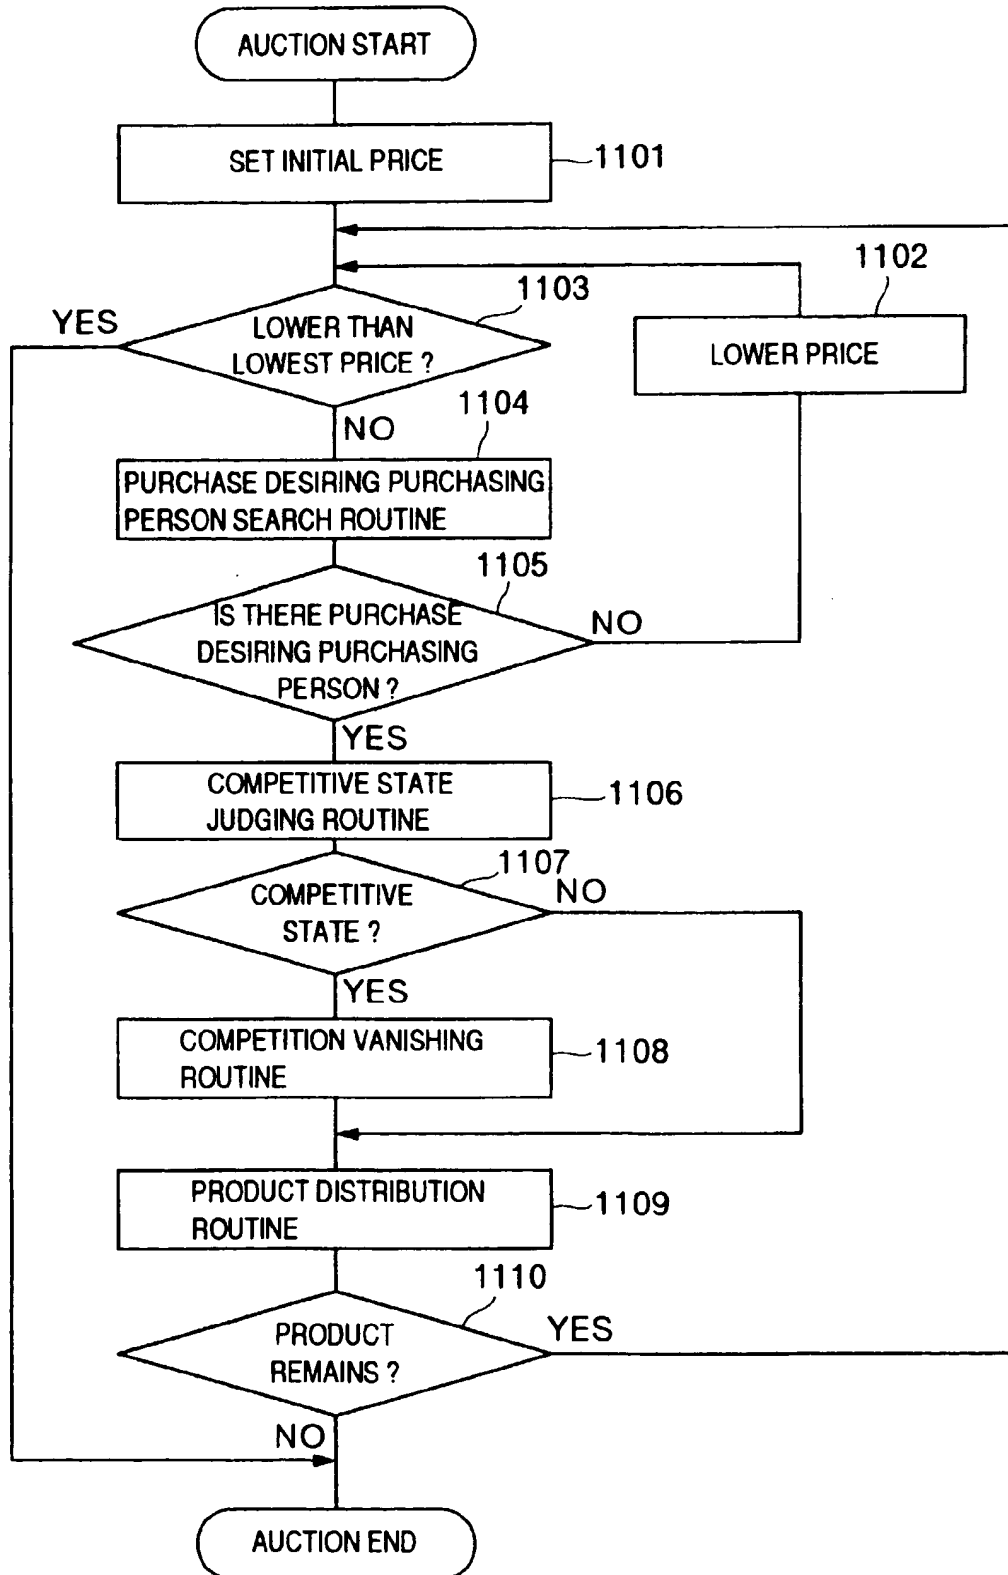 AUCTION START
SET INITIAL PRICE
1101
1102
LOWER PRICE
1103
YES
LOWER THAN
LOWEST PRICE ?
NO
1104
PURCHASE DESIRING PURCHASING
PERSON SEARCH ROUTINE
1105
IS THERE PURCHASE
DESIRING PURCHASING
PERSON ?
NO
YES
COMPETITIVE STATE
JUDGING ROUTINE
1106
1107
COMPETITIVE
STATE ?
NO
YES
COMPETITION VANISHING
ROUTINE
1108
PRODUCT DISTRIBUTION
ROUTINE
1109
1110
PRODUCT
REMAINS ?
YES
NO
AUCTION END